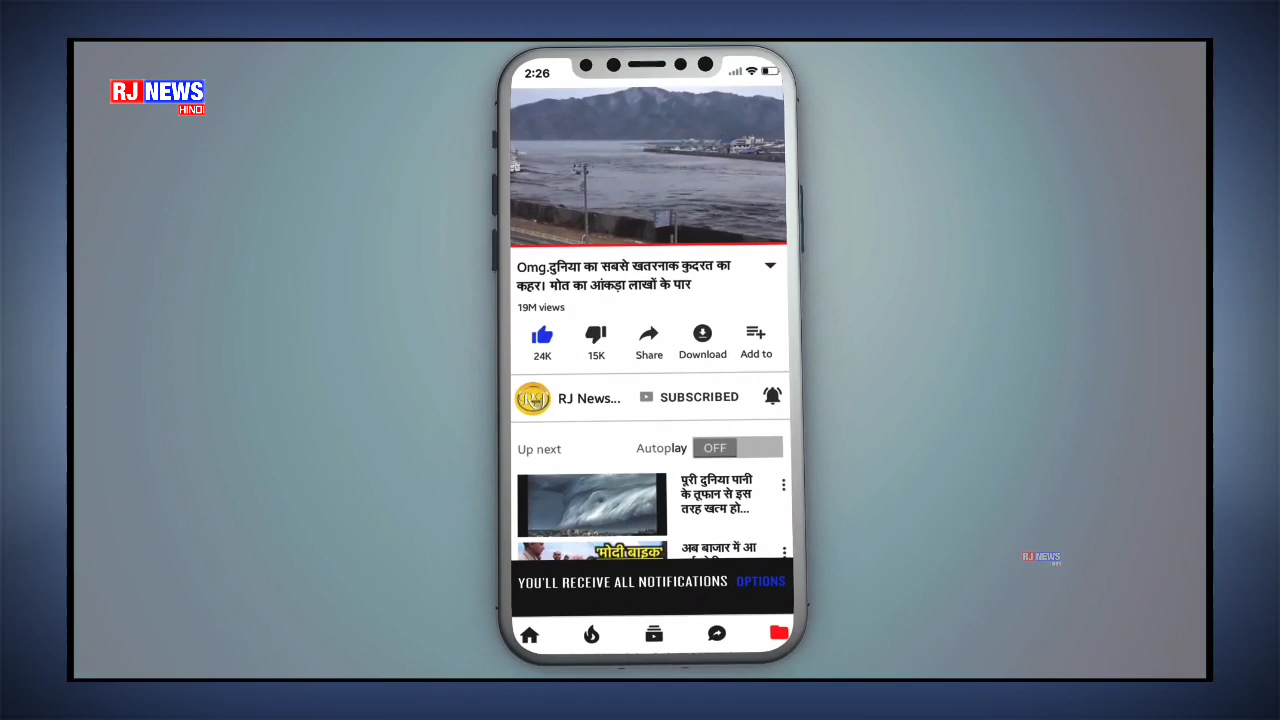 RJ NEWS
HINDI
2:26
Omg.दुनिया का सबसे खतरनाक कुदरत का
कहर। मोत का आंकड़ा लाखों के पार
19M views
24K
15K
Share
Download
Add to
RJ News...
SUBSCRIBED
Up next
Autoplay
OFF
पूरी दुनिया पानी
के तूफान से इस
तरह खत्म हो...
'मोदी बाइक'
अब बाजार में आ
YOU'LL RECEIVE ALL NOTIFICATIONS OPTIONS
RJ NEWS